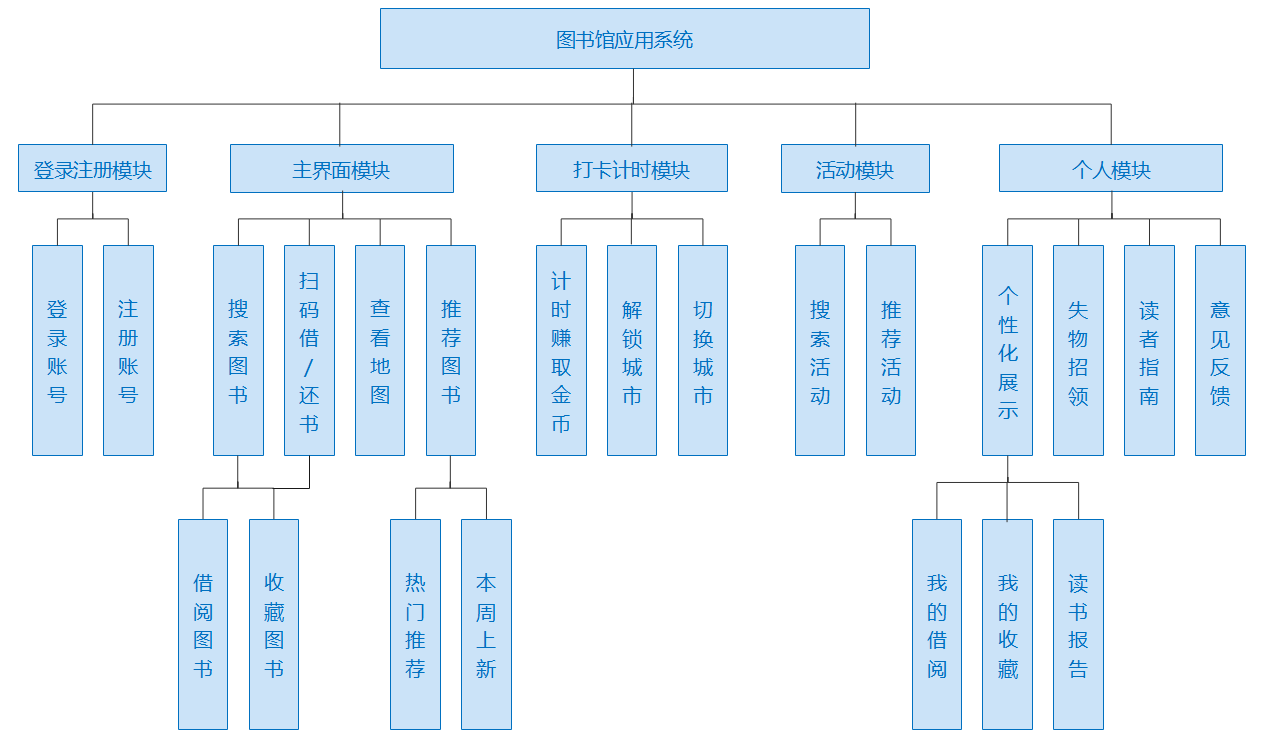 图书馆应用系统
登录注册模块
主界面模块
打卡计时模块
活动模块
个人模块
登录账号
注册账号
搜索图书
扫码借/还书
查看地图
推荐图书
计时赚取金币
解锁城市
切换城市
搜索活动
推荐活动
个性化展示
失物招领
读者指南
意见反馈
借阅图书
收藏图书
热门推荐
本周上新
我的借阅
我的收藏
读书报告